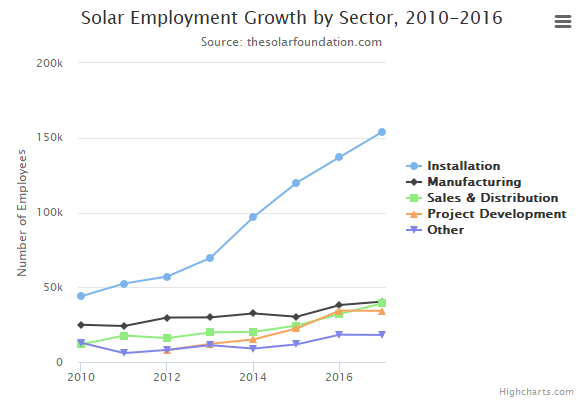 Solar Employment Growth by Sector, 2010-2016
Source: thesolarfoundation.com
Number of Employees
200k
150k
100k
50k
0
2010
2012
2014
2016
Installation
Manufacturing
Sales & Distribution
Project Development
Other
Highcharts.com